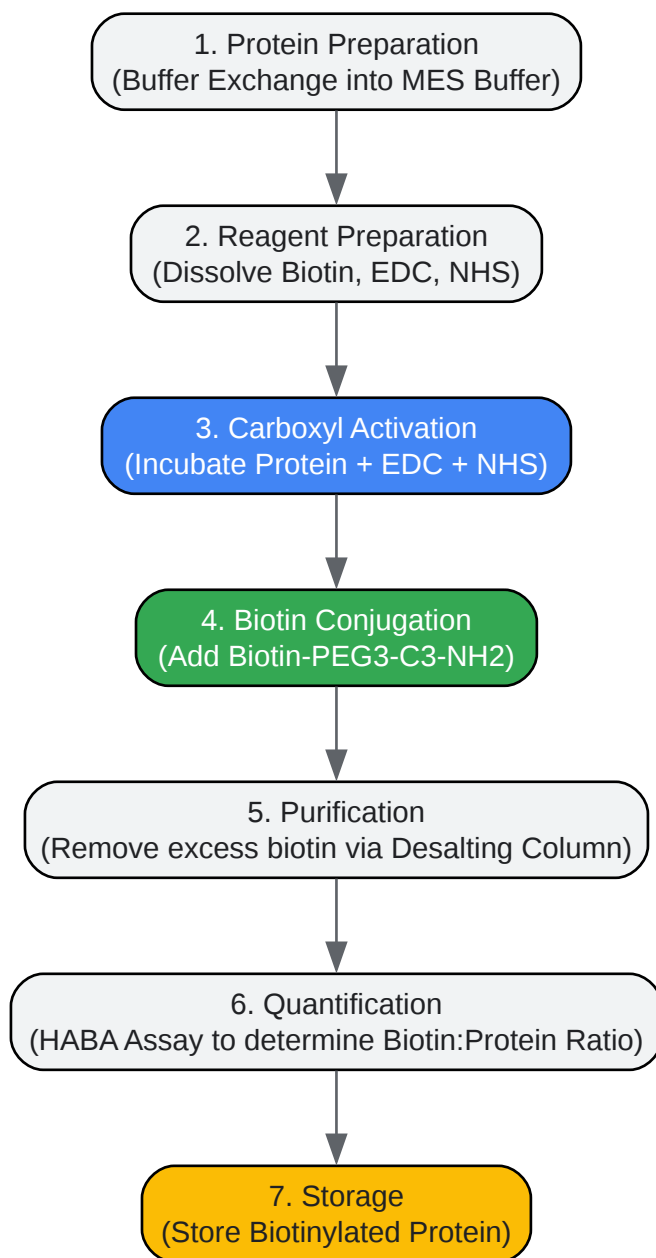 1. Protein Preparation
(Buffer Exchange into MES Buffer)
2. Reagent Preparation
(Dissolve Biotin, EDC, NHS)
3. Carboxyl Activation
(Incubate Protein + EDC + NHS)
4. Biotin Conjugation
(Add Biotin-PEG3-C3-NH2)
5. Purification
(Remove excess biotin via Desalting Column)
6. Quantification
(HABA Assay to determine Biotin:Protein Ratio)
7. Storage
(Store Biotinylated Protein)